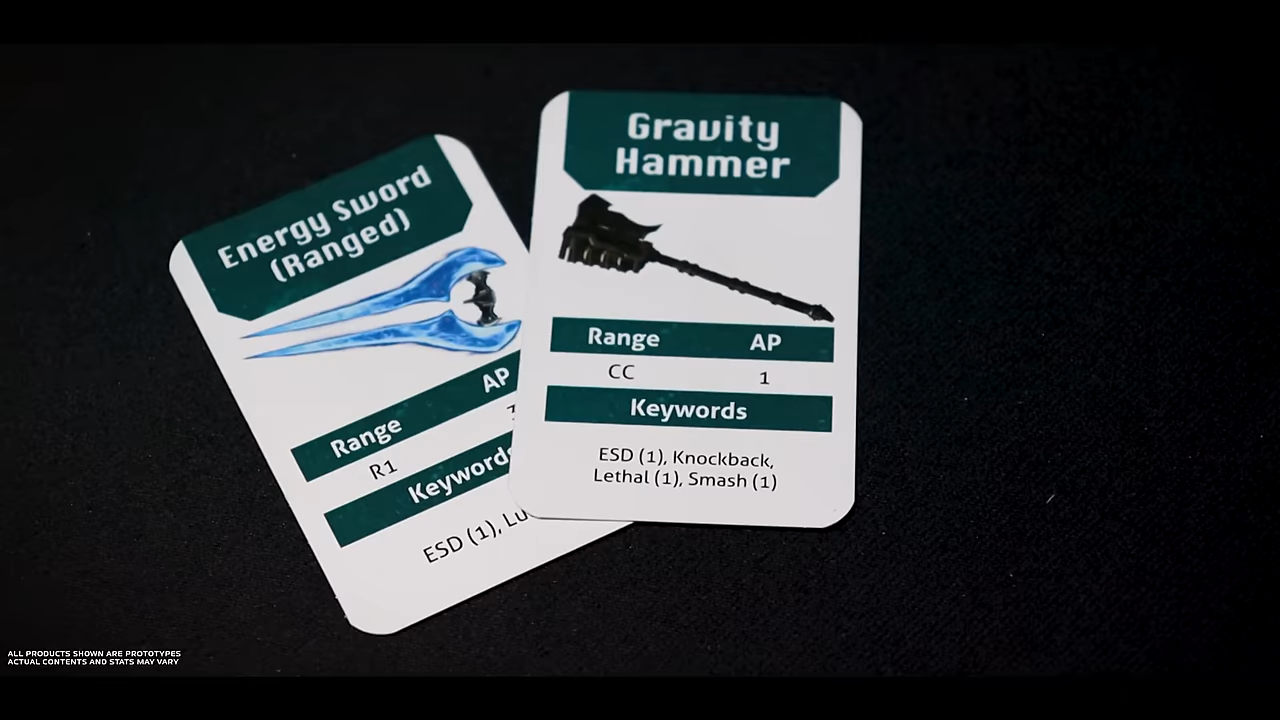 Energy Sword
(Ranged)
Range AP
R1
Keywords
ESD (1),
Gravity
Hammer
Range AP
CC 1
Keywords
ESD (1), Knockback,
Lethal (1), Smash (1)
ALL PRODUCTS SHOWN ARE PROTOTYPES
ACTUAL CONTENTS AND STATS MAY VARY